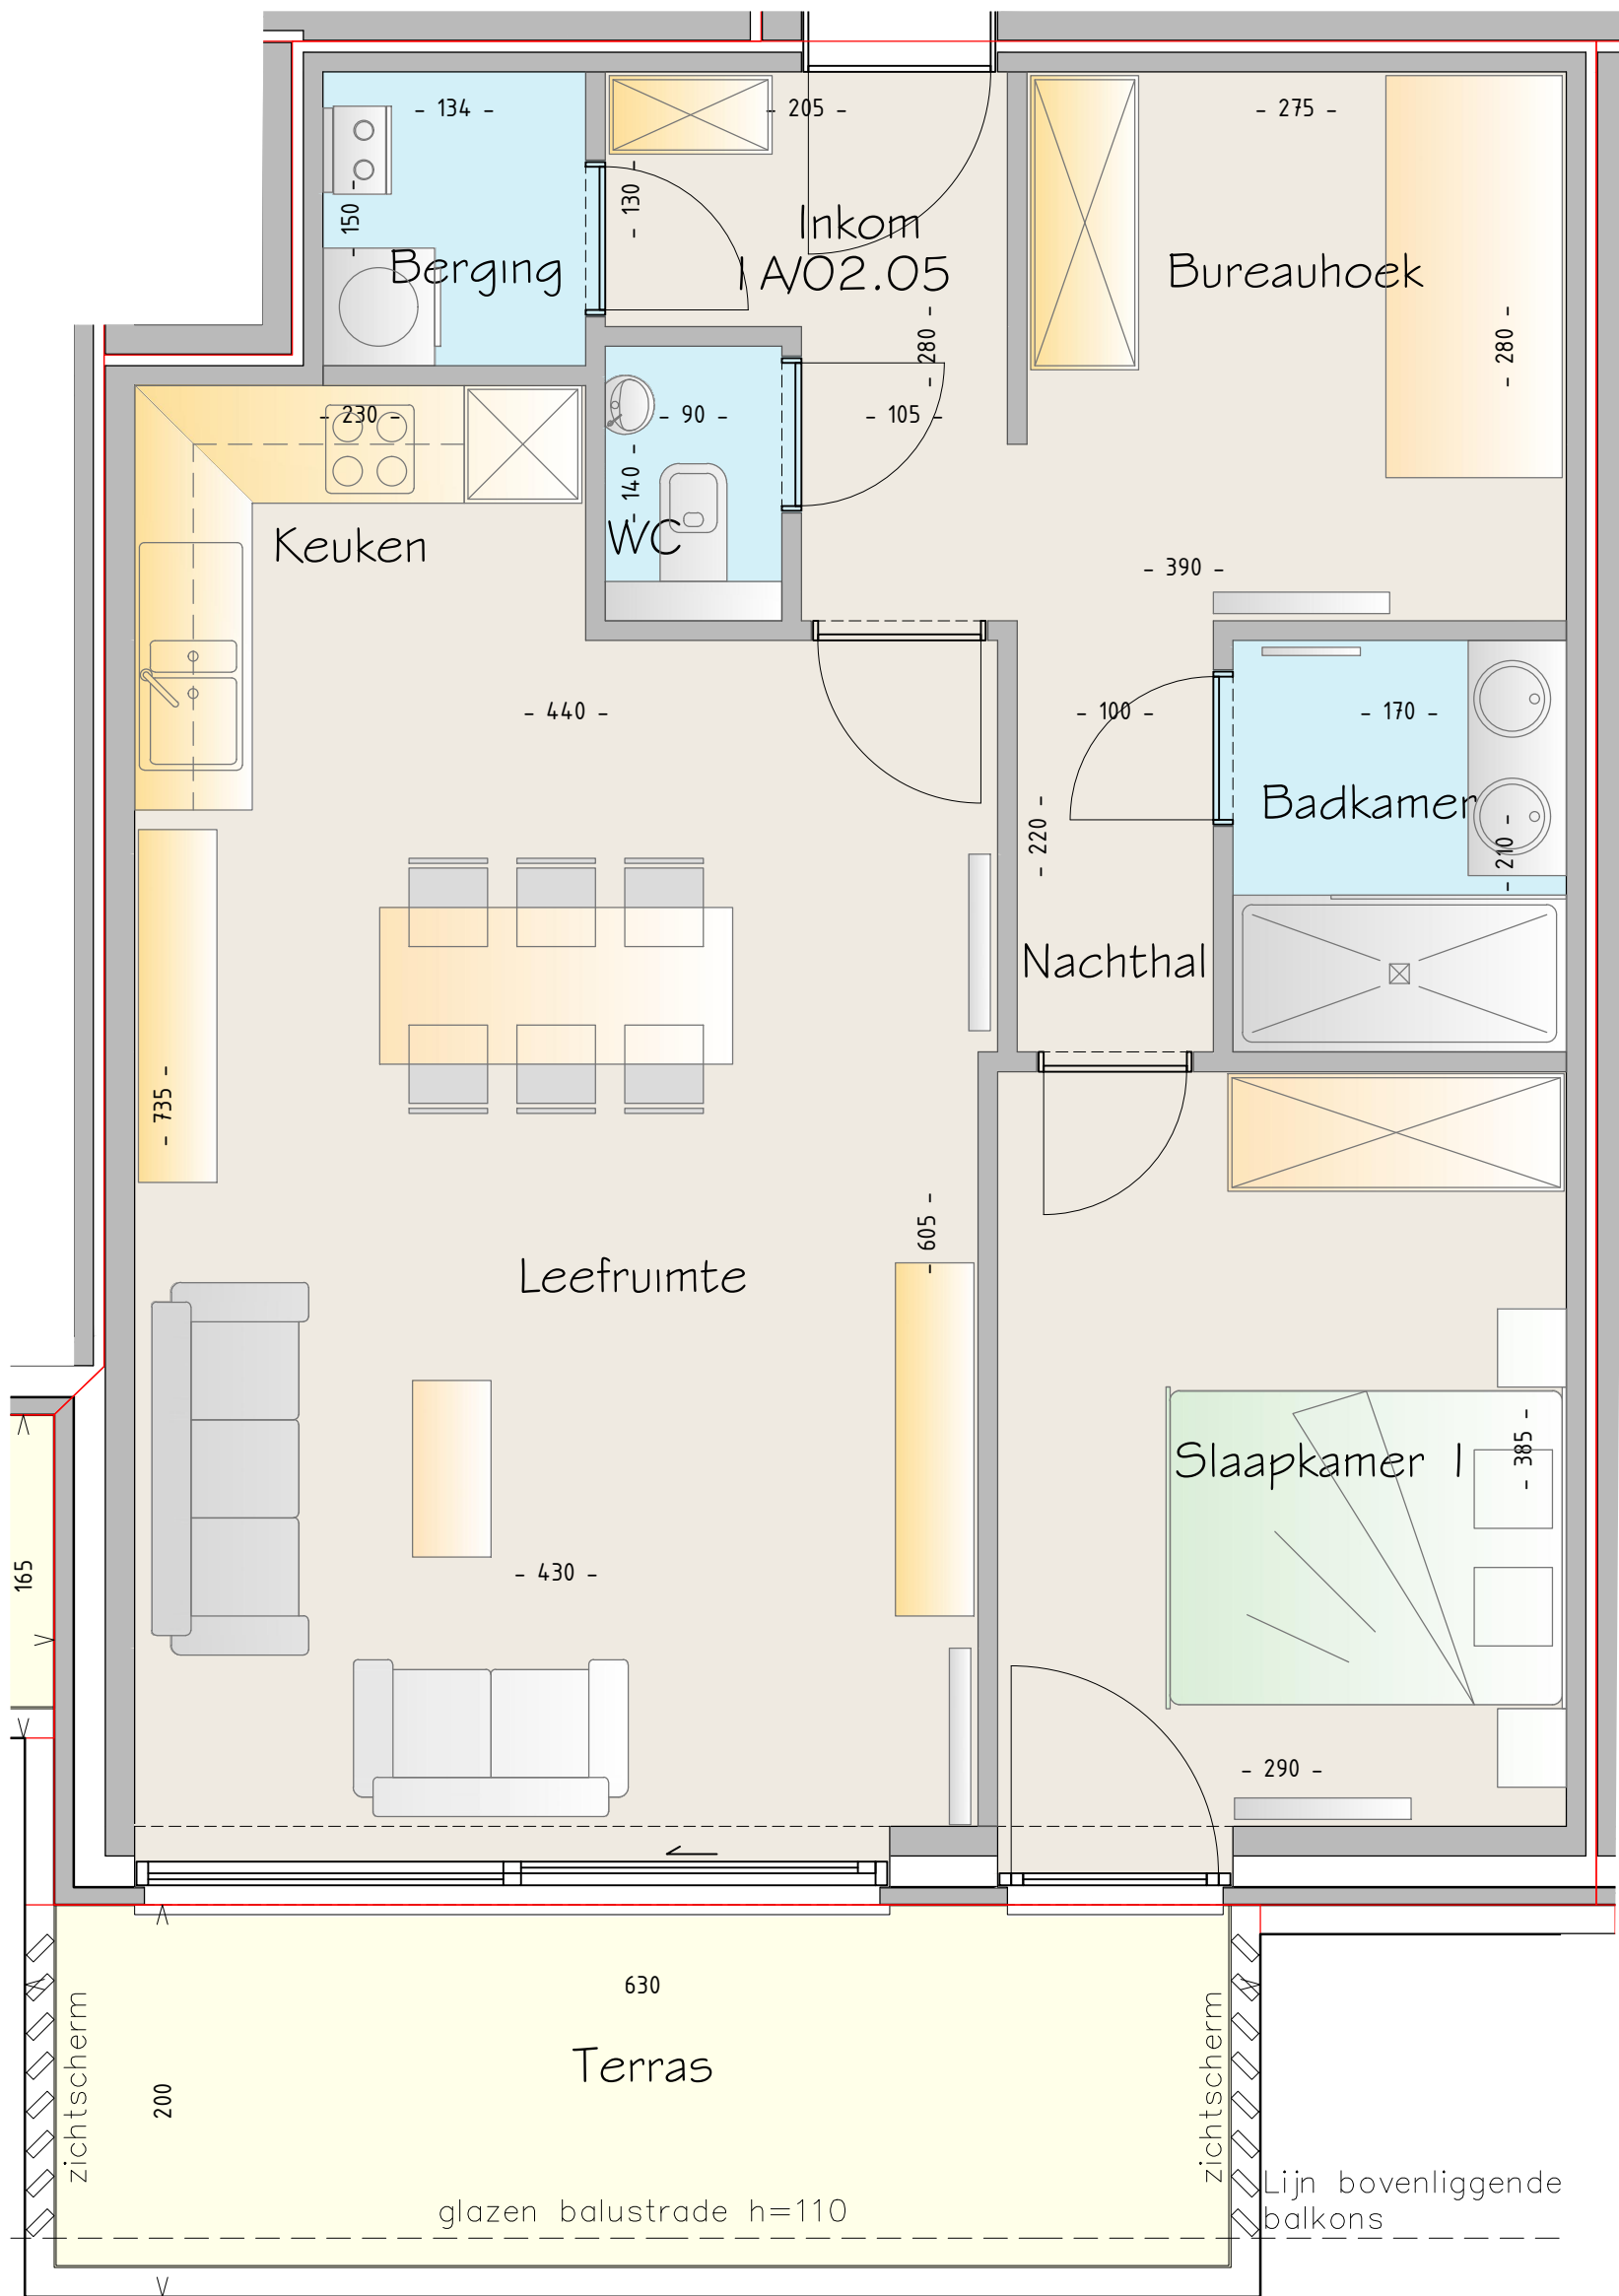 - 134 -
- 205 -
- 275 -
- 150 -
- 130 -
Inkom
1A/02.05
Berging
Bureauhoek
- 280 -
- 280 -
- 230 -
- 90 -
- 105 -
- 140 -
WC
Keuken
- 390 -
- 440 -
- 100 -
- 170 -
Badkamer
- 220 -
- 210 -
Nachthal
- 735 -
- 605 -
Leefruimte
Slaapkamer 1
- 385 -
165
- 430 -
- 290 -
630
Terras
zichtscherm
zichtscherm
200
glazen balustrade h=110
Lijn bovenliggende
balkons